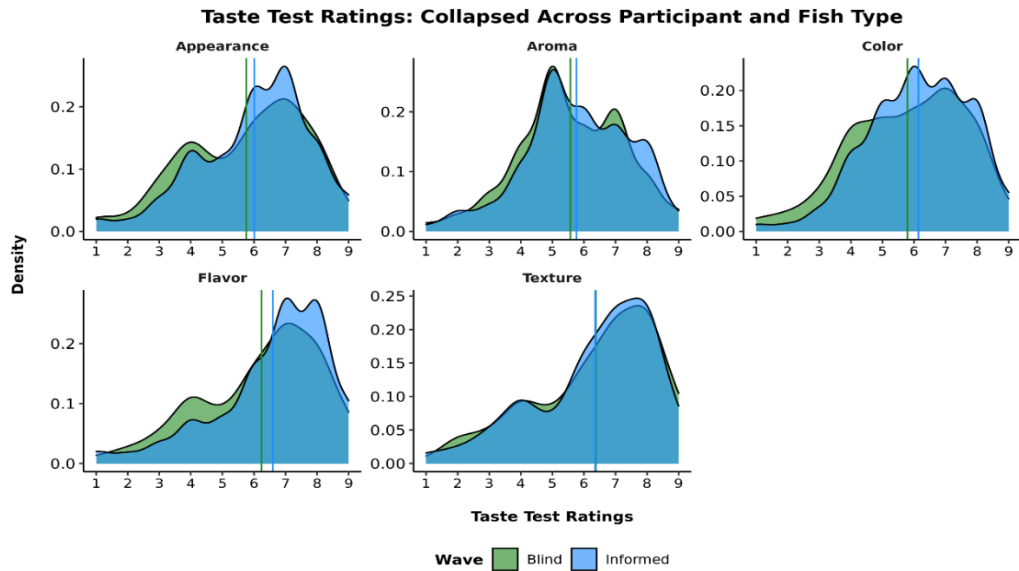 Taste Test Ratings: Collapsed Across Participant and Fish Type
Appearance
Aroma
Color
0.2
0.1
0.0
1 2 3 4 5 6 7 8 9
0.2
0.1
0.0
1 2 3 4 5 6 7 8 9
0.20
0.15
0.10
0.05
0.00
1 2 3 4 5 6 7 8 9
Density
Flavor
Texture
0.2
0.1
0.0
1 2 3 4 5 6 7 8 9
0.25
0.20
0.15
0.10
0.05
0.00
1 2 3 4 5 6 7 8 9
Taste Test Ratings
Wave Blind Informed